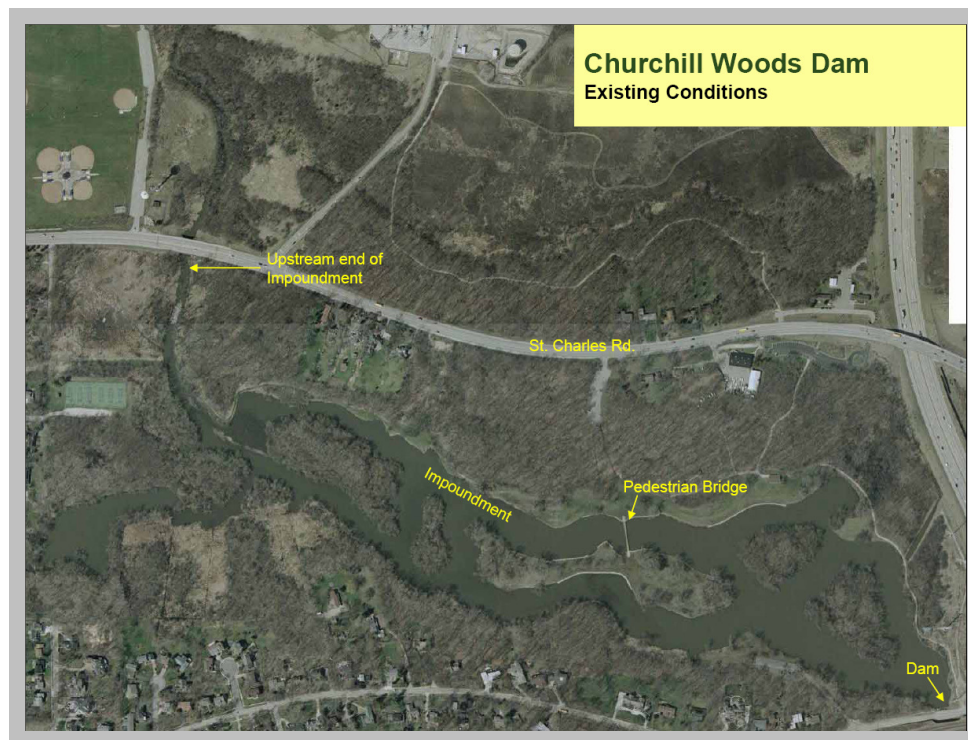 Churchill Woods Dam
Existing Conditions
Upstream end of
Impoundment
St. Charles Rd.
Impoundment
Pedestrian Bridge
Dam